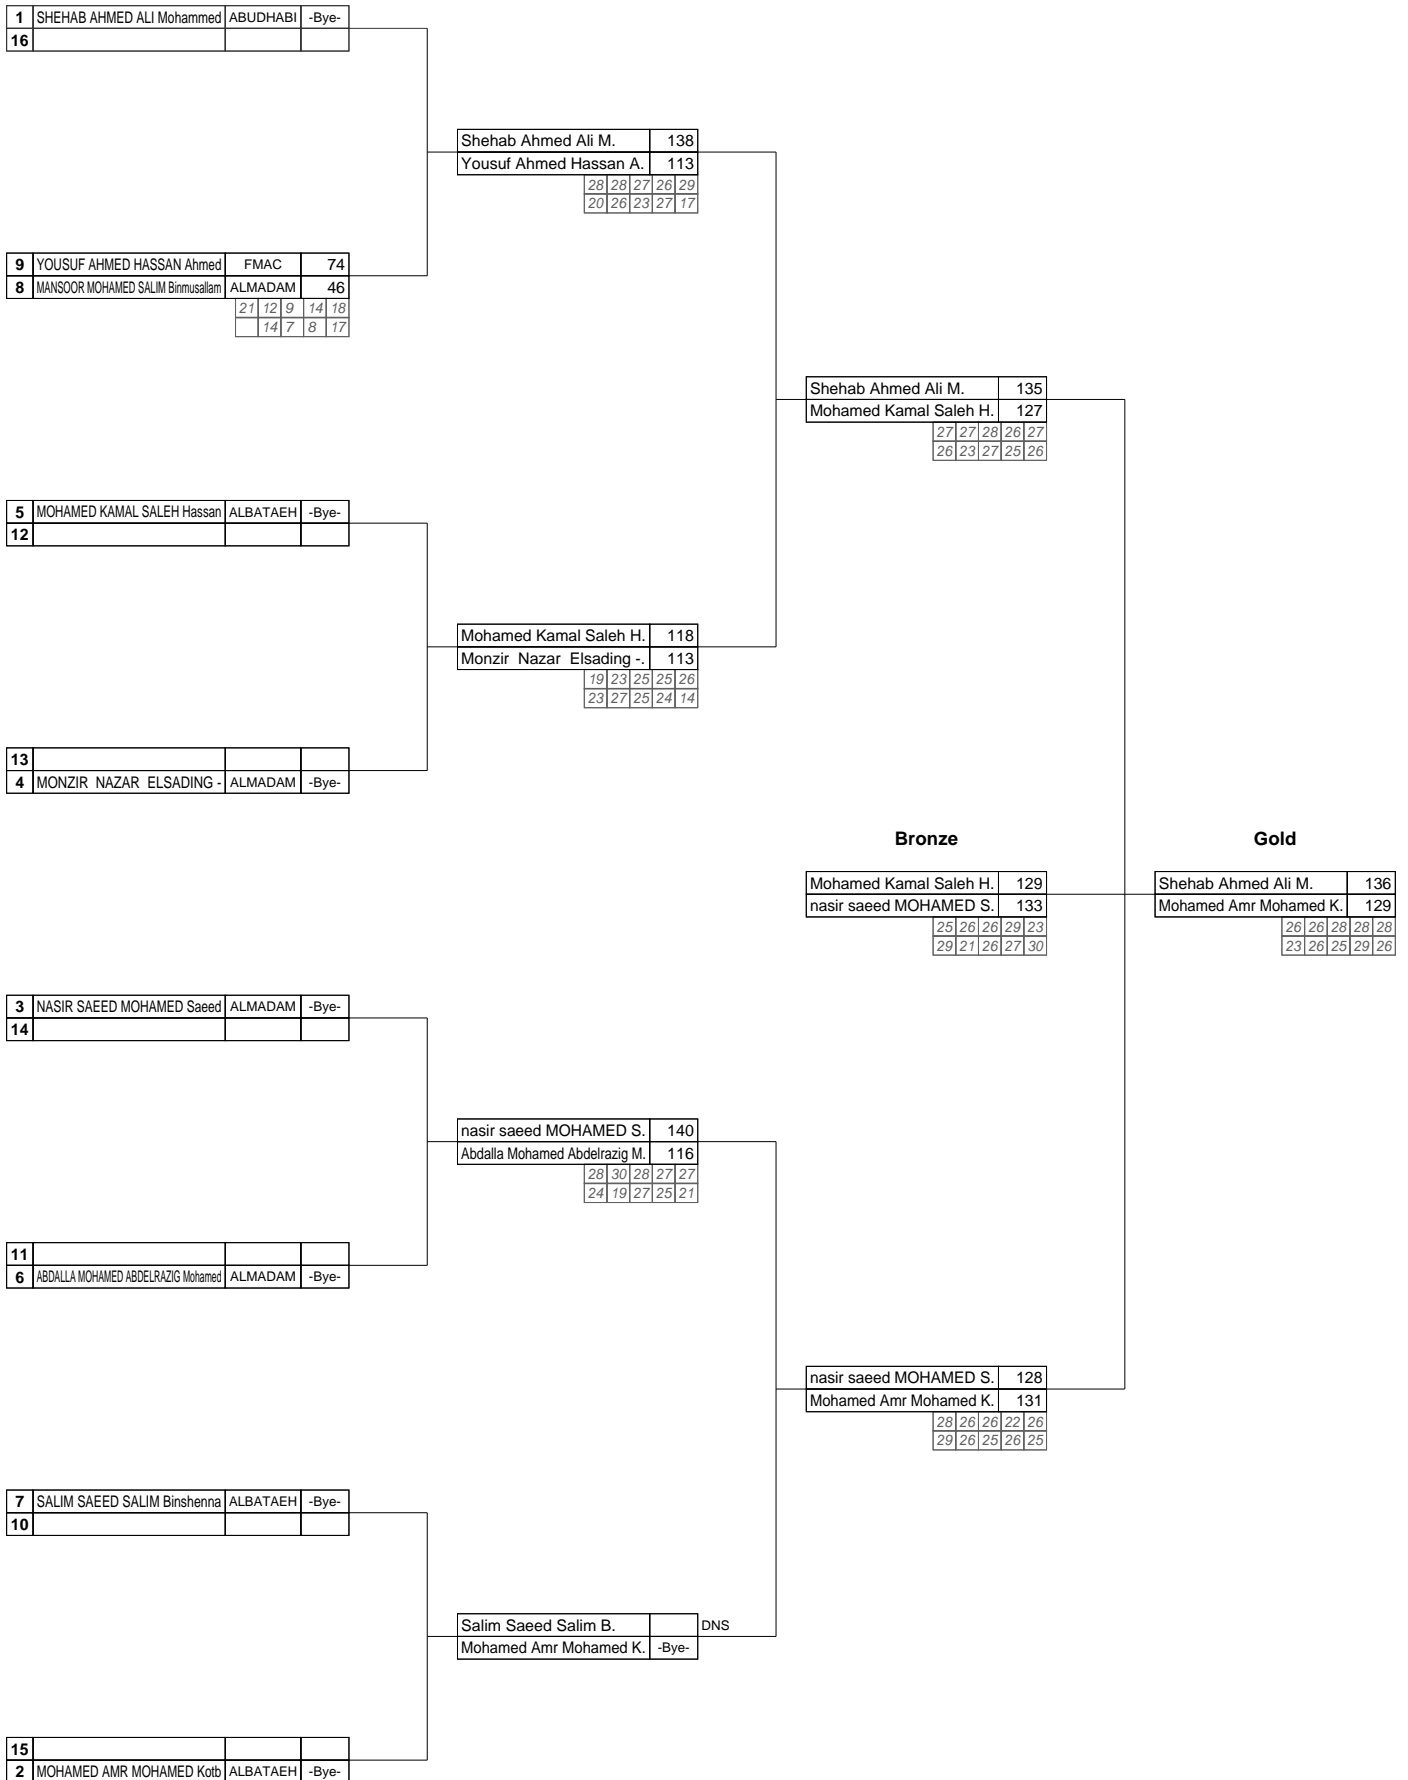 1 SHEHAB AHMED ALI Mohammed ABUDHABI -Bye-
16
Shehab Ahmed Ali M. 138
Yousuf Ahmed Hassan A. 113
28 28 27 26 29
20 26 23 27 17
9 YOUSUF AHMED HASSAN Ahmed FMAC 74
8 MANSOOR MOHAMED SALIM Binmusallam ALMADAM 46
21 12 9 14 18
14 7 8 17
Shehab Ahmed Ali M. 135
Mohamed Kamal Saleh H. 127
27 27 28 26 27
26 23 27 25 26
5 MOHAMED KAMAL SALEH Hassan ALBATAEH -Bye-
12
Mohamed Kamal Saleh H. 118
Monzir Nazar Elsading -. 113
19 23 25 25 26
23 27 25 24 14
13
4 MONZIR NAZAR ELSADING - ALMADAM -Bye-
Bronze Gold
Mohamed Kamal Saleh H. 129 Shehab Ahmed Ali M. 136
nasir saeed MOHAMED S. 133 Mohamed Amr Mohamed K. 129
25 26 26 29 23 26 26 28 28 28
29 21 26 27 30 23 26 25 29 26
3 NASIR SAEED MOHAMED Saeed ALMADAM -Bye-
14
nasir saeed MOHAMED S. 140
Abdalla Mohamed Abdelrazig M. 116
28 30 28 27 27
24 19 27 25 21
11
6 ABDALLA MOHAMED ABDELRAZIG Mohamed ALMADAM -Bye-
nasir saeed MOHAMED S. 128
Mohamed Amr Mohamed K. 131
28 26 26 22 26
29 26 25 26 25
7 SALIM SAEED SALIM Binshenna ALBATAEH -Bye-
10
Salim Saeed Salim B. DNS
Mohamed Amr Mohamed K. -Bye-
15
2 MOHAMED AMR MOHAMED Kotb ALBATAEH -Bye-